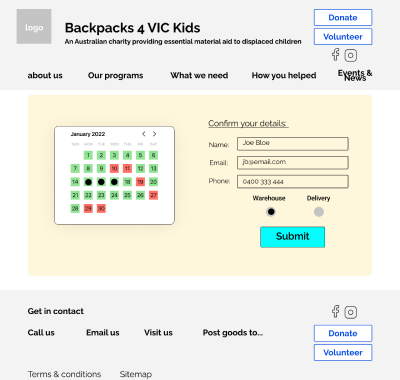 logo
Backpacks 4 VIC Kids
An Australian charity providing essential material aid to displaced children
Donate
Volunteer
about us
Our programs
What we need
How you helped
Events &
News
January 2022
SUN MON TUE WED THU FRI SAT
1 2 3 4 5 6
7 8 9 10 11 12 13
14 18 19 20
21 22 23 24 25 26 27
28 29 30
Confirm your details:
Name: Joe Bloe
Email: jb@email.com
Phone: 0400 333 444
Warehouse Delivery
Submit
Get in contact
Call us
Email us
Visit us
Post goods to...
Donate
Volunteer
Terms & conditions
Sitemap